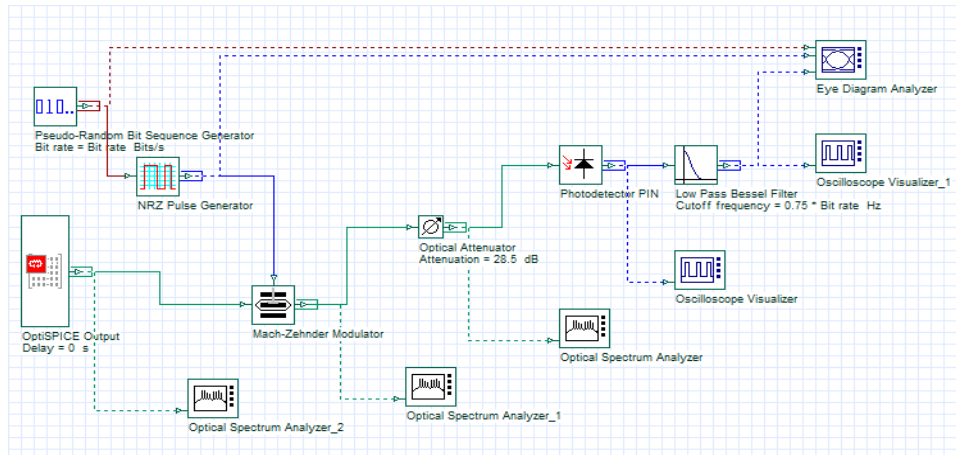 Eye Diagram Analyzer
010..
Pseudo-Random Bit Sequence Generator
Bit rate = Bit rate Bits/s
NRZ Pulse Generator
Photodetector PIN
Low Pass Bessel Filter
Cutoff frequency = 0.75 * Bit rate Hz
Oscilloscope Visualizer_1
Optical Attenuator
Attenuation = 28.5 dB
Oscilloscope Visualizer
OptiSPICE Output
Delay = 0 s
Mach-Zehnder Modulator
Optical Spectrum Analyzer
Optical Spectrum Analyzer_1
Optical Spectrum Analyzer_2